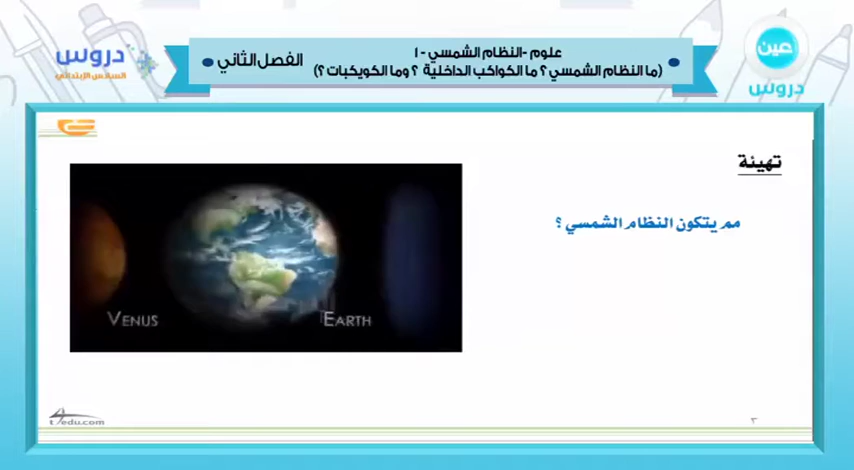 دروس
السادس الابتدائي
علوم -النظام الشمسي - ١
(ما النظام الشمسي ؟ ما الكواكب الداخلية ؟ وما الكويكبات ؟)
الفصل الثاني
عين
دروس
تهيئة
مم يتكون النظام الشمسي ؟
VENUS
EARTH
t4edu.com
٣